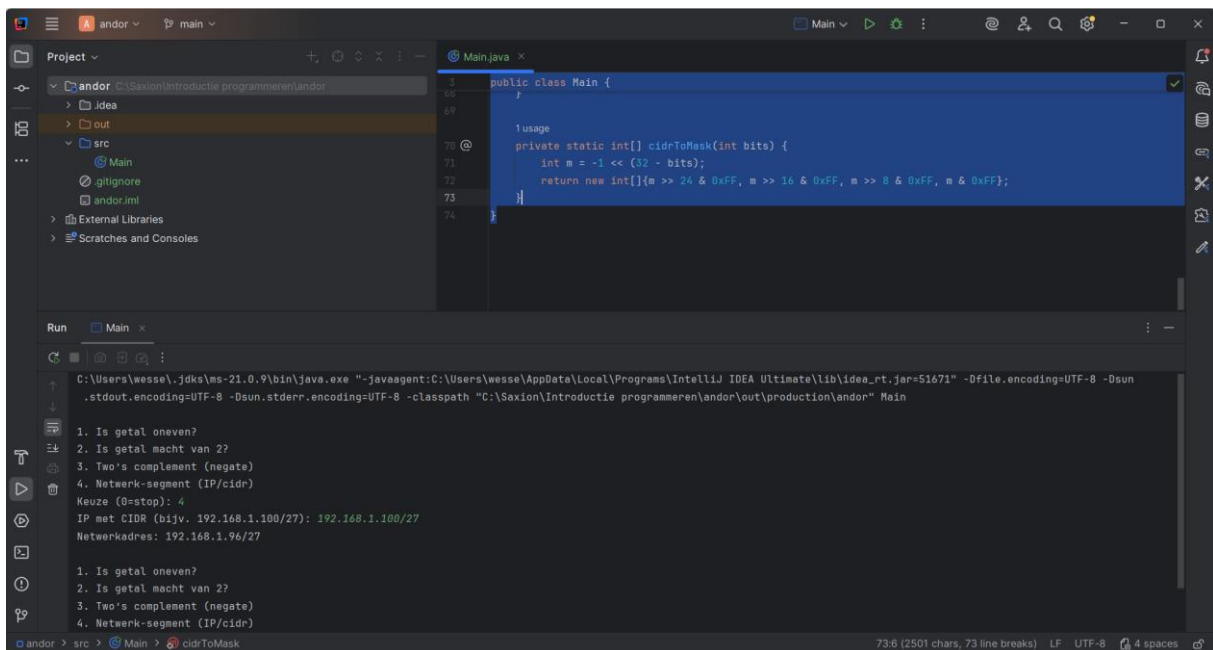 A andor
main
Main
Project
Main.java
andor C:\Saxion\Introductie programmeren\andor
.idea
out
src
Main
.gitignore
andor.iml
External Libraries
Scratches and Consoles
3 public class Main {
68 }
69
1 usage
70 @ private static int[] cidrToMask(int bits) {
71 int m = -1 << (32 - bits);
72 return new int[]{m >> 24 & 0xFF, m >> 16 & 0xFF, m >> 8 & 0xFF, m & 0xFF};
73 }
74 }
Run Main
C:\Users\wesse\.jdks\ms-21.0.9\bin\java.exe "-javaagent:C:\Users\wesse\AppData\Local\Programs\IntelliJ IDEA Ultimate\lib\idea_rt.jar=51671" -Dfile.encoding=UTF-8 -Dsun
.stdout.encoding=UTF-8 -Dsun.stderr.encoding=UTF-8 -classpath "C:\Saxion\Introductie programmeren\andor\out\production\andor" Main
1. Is getal oneven?
2. Is getal macht van 2?
3. Two's complement (negate)
4. Netwerk-segment (IP/cidr)
Keuze (0=stop): 4
IP met CIDR (bijv. 192.168.1.100/27): 192.168.1.100/27
Netwerkadres: 192.168.1.96/27
1. Is getal oneven?
2. Is getal macht van 2?
3. Two's complement (negate)
4. Netwerk-segment (IP/cidr)
andor > src > Main > cidrToMask
73:6 (2501 chars, 73 line breaks) LF UTF-8 4 spaces